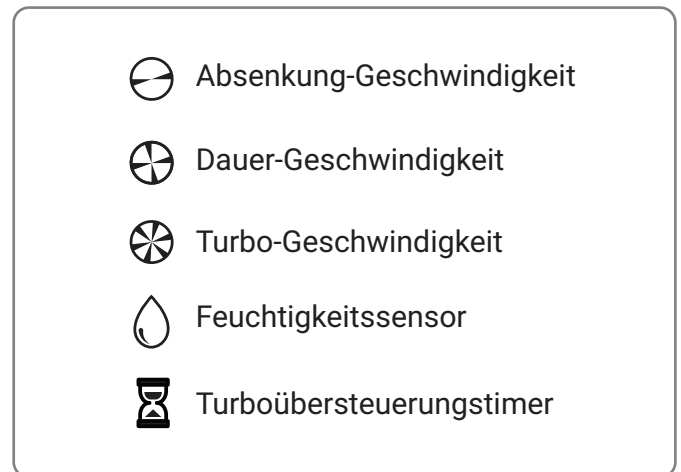 Absenkung-Geschwindigkeit
Dauer-Geschwindigkeit
Turbo-Geschwindigkeit
Feuchtigkeitssensor
Turboübersteuerungstimer